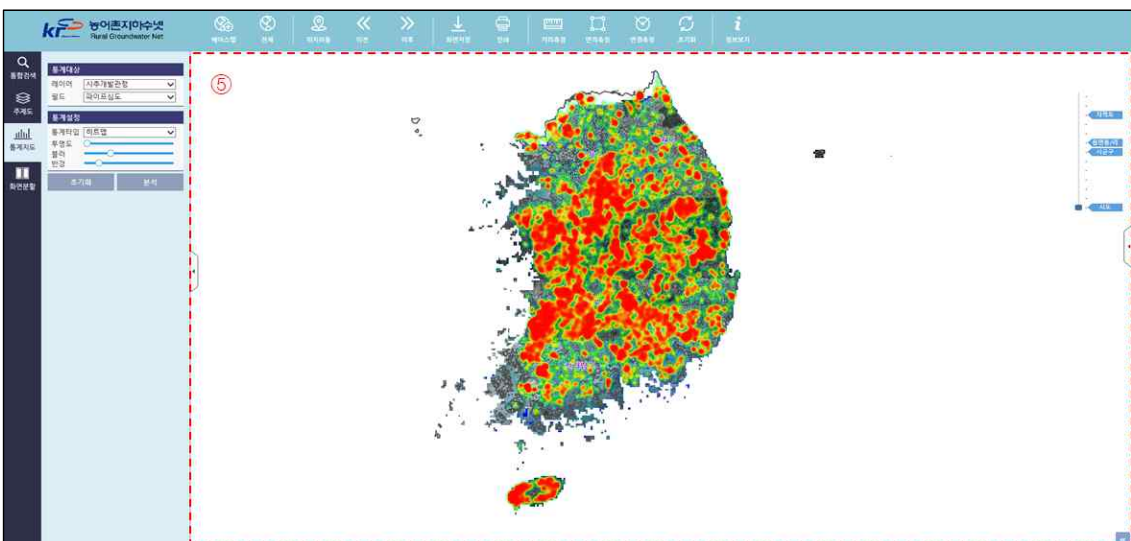 농어촌지하수넷
Rural Groundwater Net
베이스맵
전체
위치이동
이전
이후
화면저장
인쇄
거리측정
면적측정
반경측정
초기화
정보보기
통합검색
주제도
통계지도
화면분할
통계대상
레이어 사추개발관정
필드 파이프심도
통계설정
통계타입 히트맵
투명도
블러
반경
초기화 분석
⑤
지적도
읍면동/리
시군구
시도